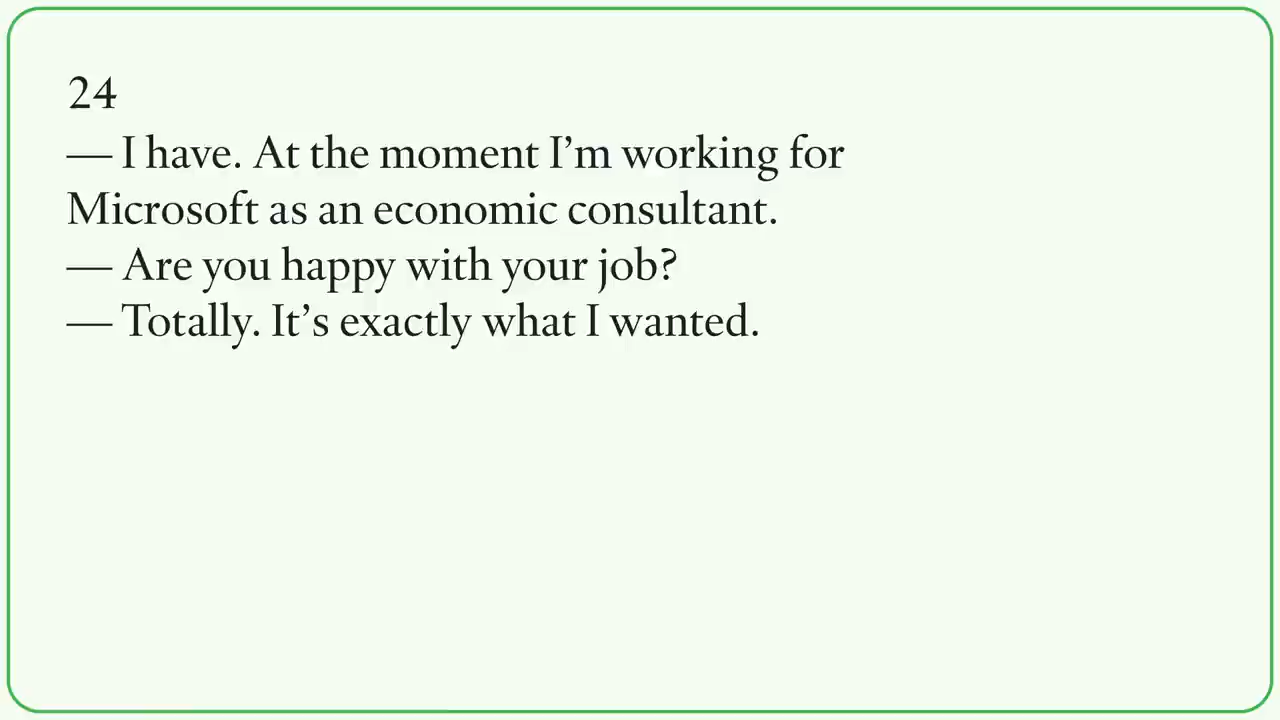 24
— I have. At the moment I’m working for
Microsoft as an economic consultant.
— Are you happy with your job?
— Totally. It’s exactly what I wanted.